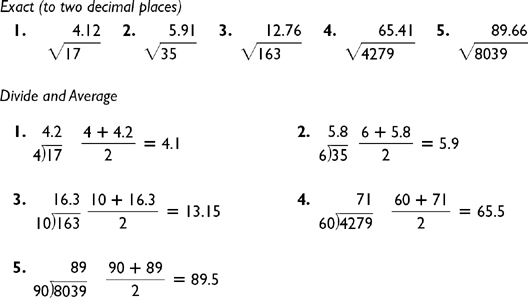 Exact (to two decimal places)
1. 4.12 2. 5.91 3. 12.76 4. 65.41 5. 89.66
√17 √35 √163 √4279 √8039
Divide and Average
1. 4.2 4 + 4.2 2. 5.8 6 + 5.8
4)17 2 = 4.1 6)35 2 = 5.9
3. 16.3 10 + 16.3 4. 71 60 + 71
10)163 2 = 13.15 60)4279 2 = 65.5
5. 89 90 + 89
90)8039 2 = 89.5